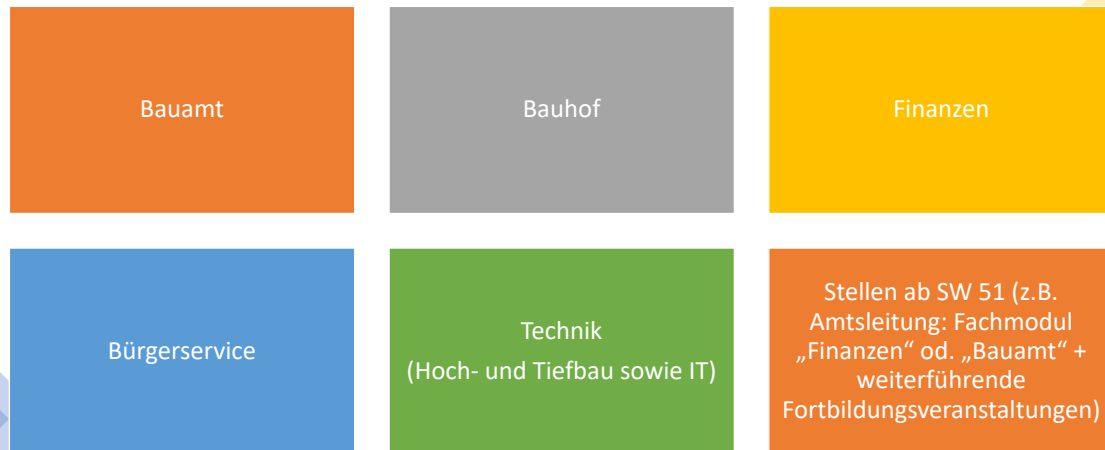 Bauamt
Bauhof
Finanzen
Bürgerservice
Technik
(Hoch- und Tiefbau sowie IT)
Stellen ab SW 51 (z.B.
Amtsleitung: Fachmodul
„Finanzen“ od. „Bauamt“ +
weiterführende
Fortbildungsveranstaltungen)